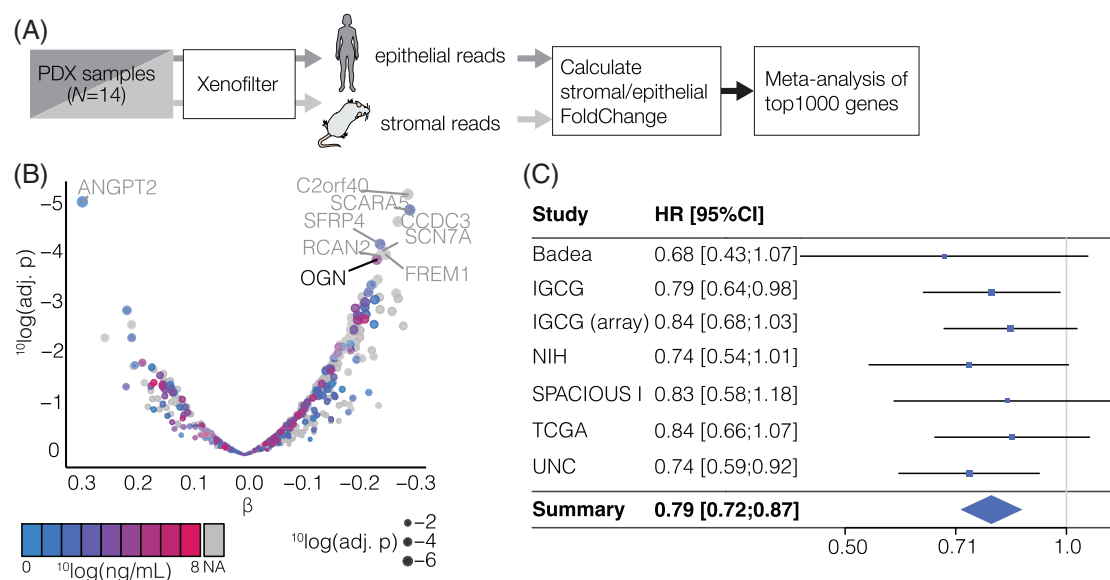 (A)
PDX samples
(N=14)
Xenofilter
epithelial reads
stromal reads
Calculate
stromal/epithelial
FoldChange
Meta-analysis of
top1000 genes
(B)
10log(adj. p)
-5
-4
-3
-2
-1
0
ANGPT2
C2orf40
SCARA5
CCDC3
SFRP4
SCN7A
RCAN2
OGN
FREM1
0.3 0.2 0.1 0.0 -0.1 -0.2 -0.3
β
0 10log(ng/mL) 8 NA
10log(adj. p)
-2
-4
-6
(C)
Study HR [95%CI]
Badea 0.68 [0.43;1.07]
IGCG 0.79 [0.64;0.98]
IGCG (array) 0.84 [0.68;1.03]
NIH 0.74 [0.54;1.01]
SPACIOUS I 0.83 [0.58;1.18]
TCGA 0.84 [0.66;1.07]
UNC 0.74 [0.59;0.92]
Summary 0.79 [0.72;0.87]
0.50 0.71 1.0